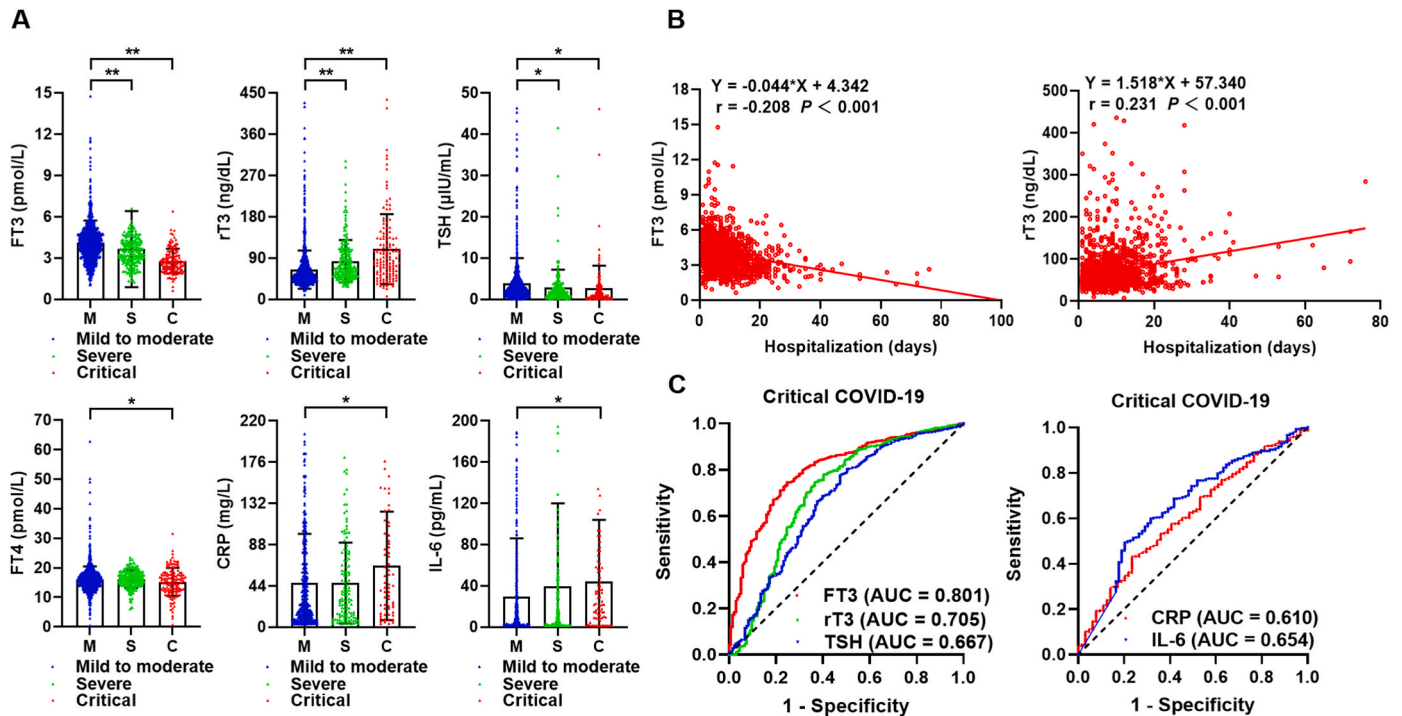 A
**
**
15
12
9
6
3
0
FT3 (pmol/L)
M S C
Mild to moderate
Severe
Critical
**
**
450
360
270
180
90
0
rT3 (ng/dL)
M S C
Mild to moderate
Severe
Critical
*
*
50
40
30
20
10
0
TSH (μIU/mL)
M S C
Mild to moderate
Severe
Critical
*
70
60
50
40
30
20
10
0
FT4 (pmol/L)
M S C
Mild to moderate
Severe
Critical
*
220
176
132
88
44
0
CRP (mg/L)
M S C
Mild to moderate
Severe
Critical
*
200
160
120
80
40
0
IL-6 (pg/mL)
M S C
Mild to moderate
Severe
Critical
B
Y = -0.044*X + 4.342
r = -0.208 P < 0.001
18
15
12
9
6
3
0
FT3 (pmol/L)
0 20 40 60 80 100
Hospitalization (days)
Y = 1.518*X + 57.340
r = 0.231 P < 0.001
500
400
300
200
100
0
rT3 (ng/dL)
0 20 40 60 80
Hospitalization (days)
C
Critical COVID-19
1.0
0.8
0.6
0.4
0.2
0.0
Sensitivity
FT3 (AUC = 0.801)
rT3 (AUC = 0.705)
TSH (AUC = 0.667)
0.0 0.2 0.4 0.6 0.8 1.0
1 - Specificity
Critical COVID-19
1.0
0.8
0.6
0.4
0.2
0.0
Sensitivity
CRP (AUC = 0.610)
IL-6 (AUC = 0.654)
0.0 0.2 0.4 0.6 0.8 1.0
1 - Specificity